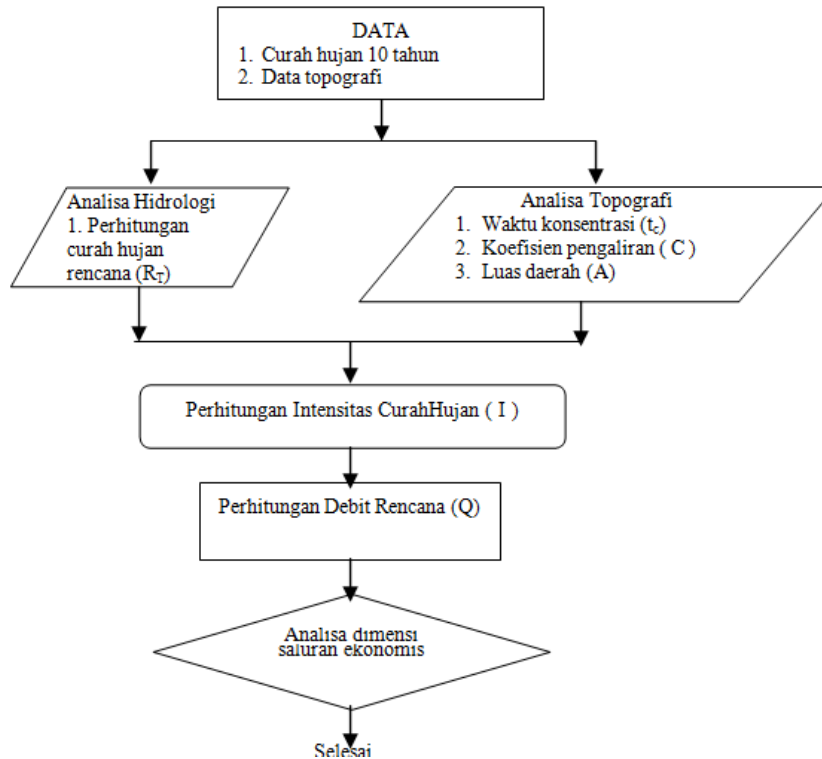 DATA
1. Curah hujan 10 tahun
2. Data topografi
Analisa Hidrologi
1. Perhitungan
curah hujan
rencana (R_T)
Analisa Topografi
1. Waktu konsentrasi (t_c)
2. Koefisien pengaliran ( C )
3. Luas daerah (A)
Perhitungan Intensitas CurahHujan ( I )
Perhitungan Debit Rencana (Q)
Analisa dimensi
saluran ekonomis
Selesai